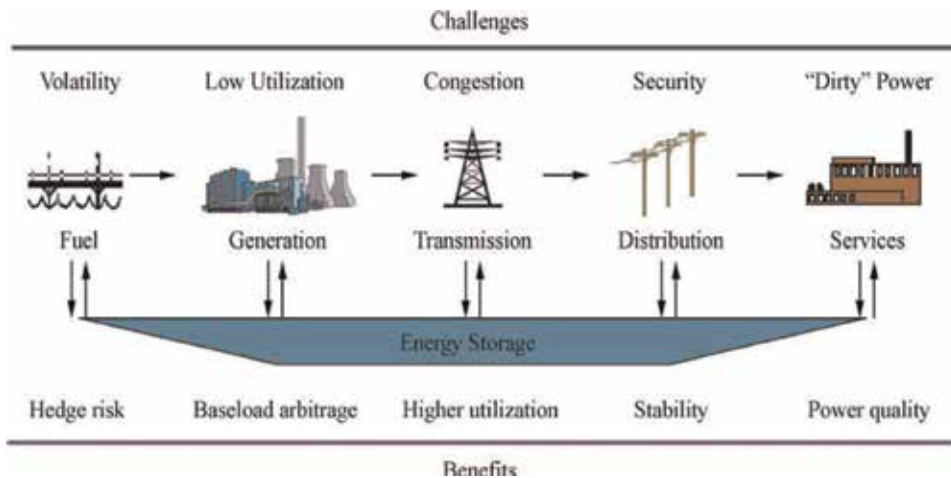 Challenges
Volatility Low Utilization Congestion Security “Dirty” Power
Fuel Generation Transmission Distribution Services
Energy Storage
Hedge risk Baseload arbitrage Higher utilization Stability Power quality
Benefits